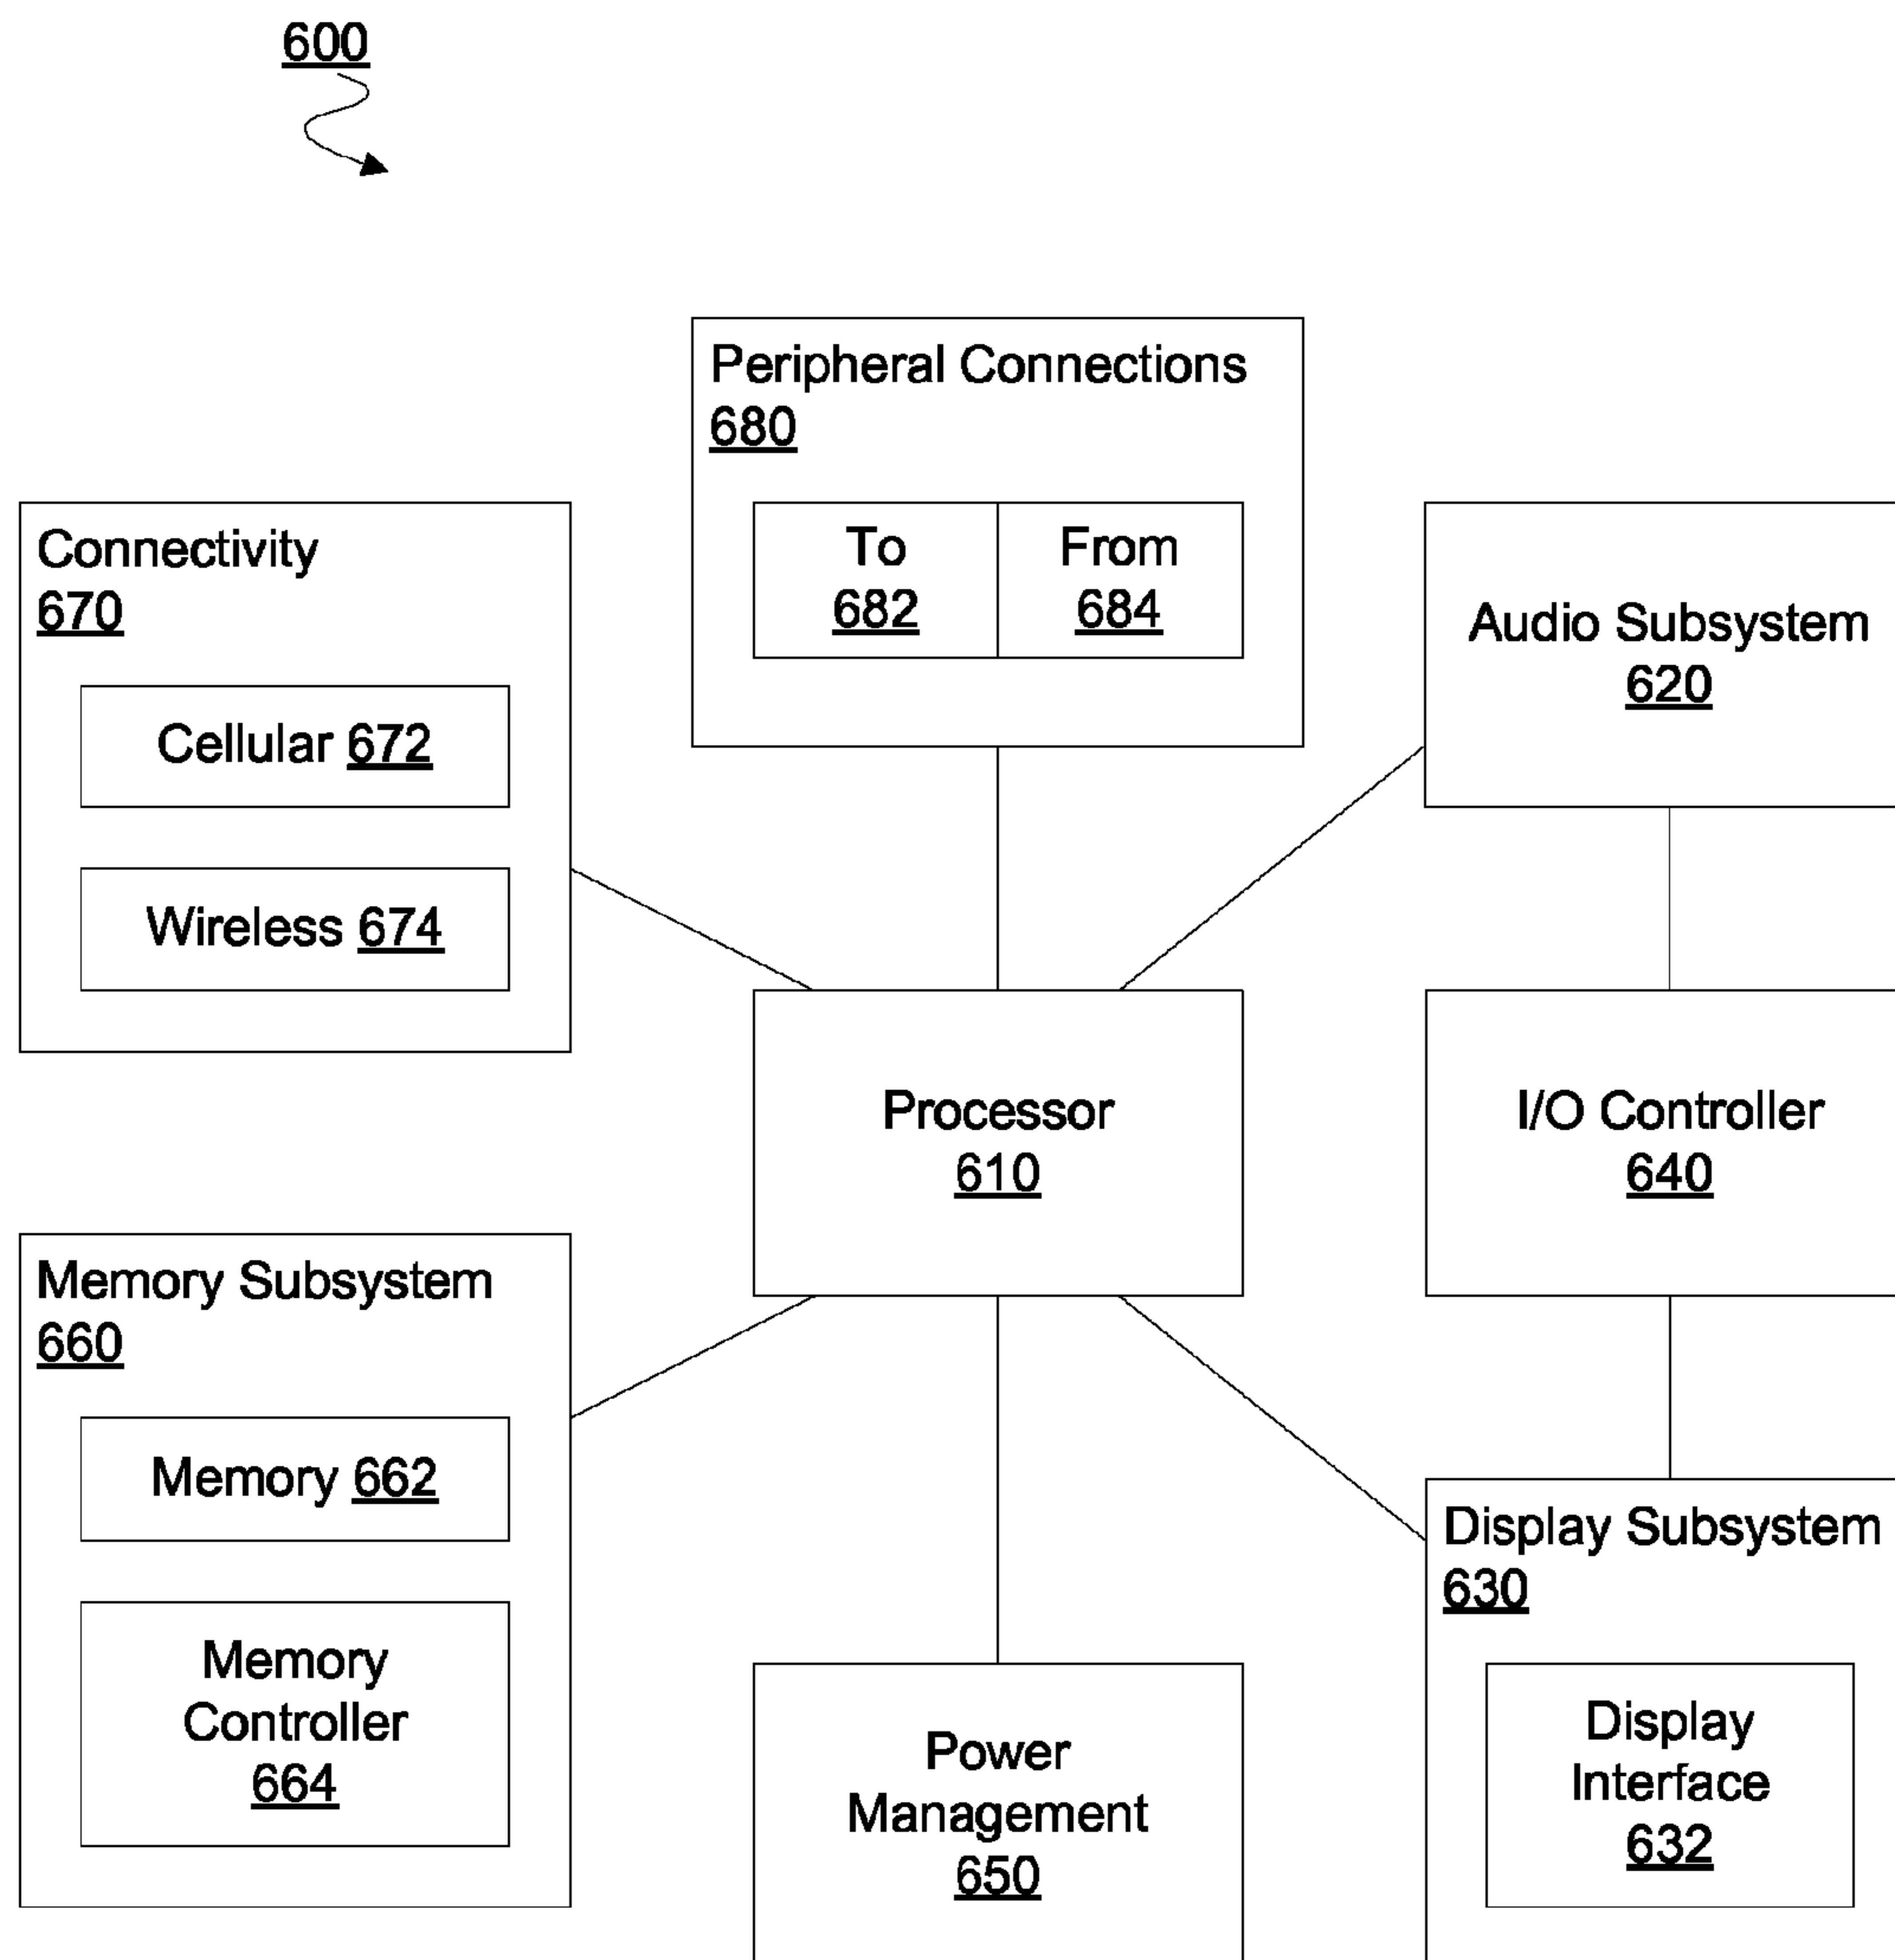 600
Peripheral Connections
680
To
682
From
684
Connectivity
670
Cellular 672
Wireless 674
Audio Subsystem
620
Processor
610
I/O Controller
640
Memory Subsystem
660
Memory 662
Memory
Controller
664
Power
Management
650
Display Subsystem
630
Display
Interface
632